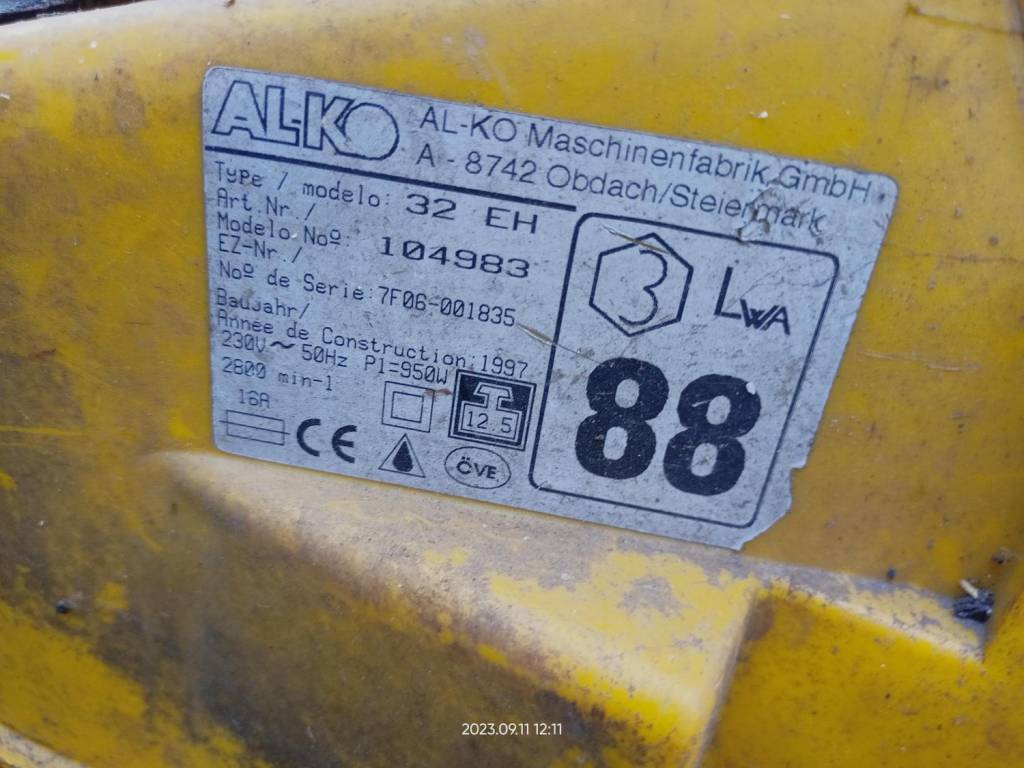 AL-KO
AL-KO Maschinenfabrik GmbH
A - 8742 Obdach/Steiermark
Type / modelo: 32 EH
Art.Nr./
Modelo Noº: 104983
EZ-Nr./
Noº de Serie: 7F06-001835
Baujahr/
Année de Construction: 1997
230V~ 50Hz P1=950W
2800 min-1
16A
CE
12.5
ÖVE
3
LWA
88
2023.09.11 12:11